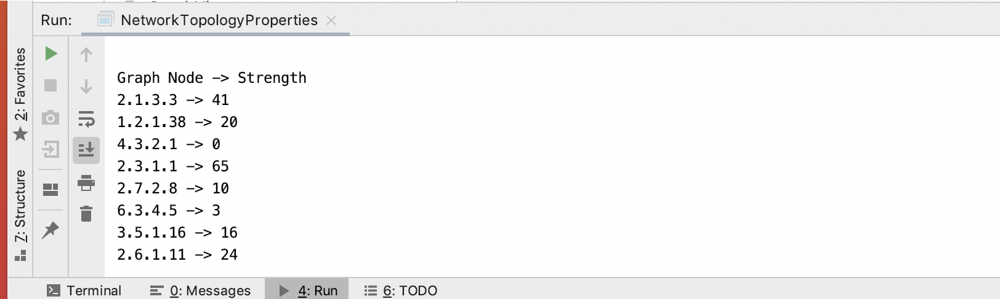 Run: NetworkTopologyProperties
2: Favorites
7: Structure
Graph Node -> Strength
2.1.3.3 -> 41
1.2.1.38 -> 20
4.3.2.1 -> 0
2.3.1.1 -> 65
2.7.2.8 -> 10
6.3.4.5 -> 3
3.5.1.16 -> 16
2.6.1.11 -> 24
Terminal 0: Messages 4: Run 6: TODO